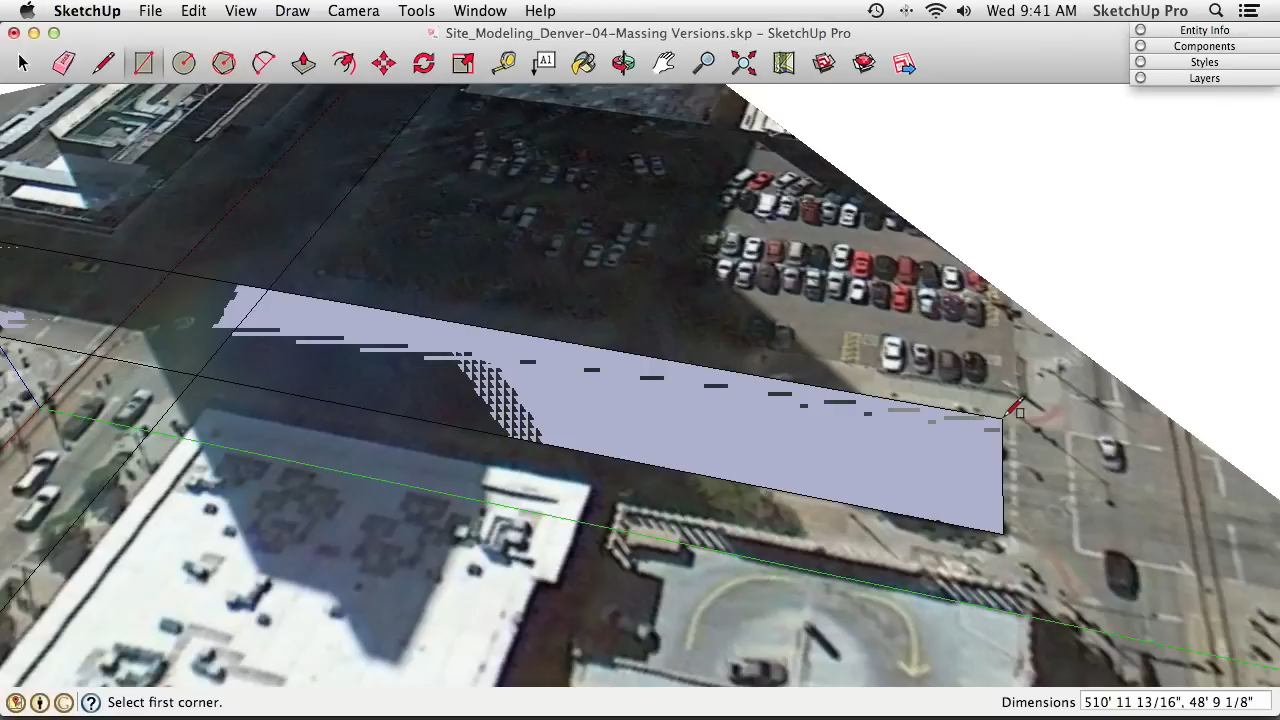 SketchUp File Edit View Draw Camera Tools Window Help Wed 9:41 AM SketchUp Pro
Site_Modeling_Denver-04-Massing Versions.skp – SketchUp Pro
Entity Info
Components
Styles
Layers
A1
Select first corner. Dimensions 510' 11 13/16", 48' 9 1/8"